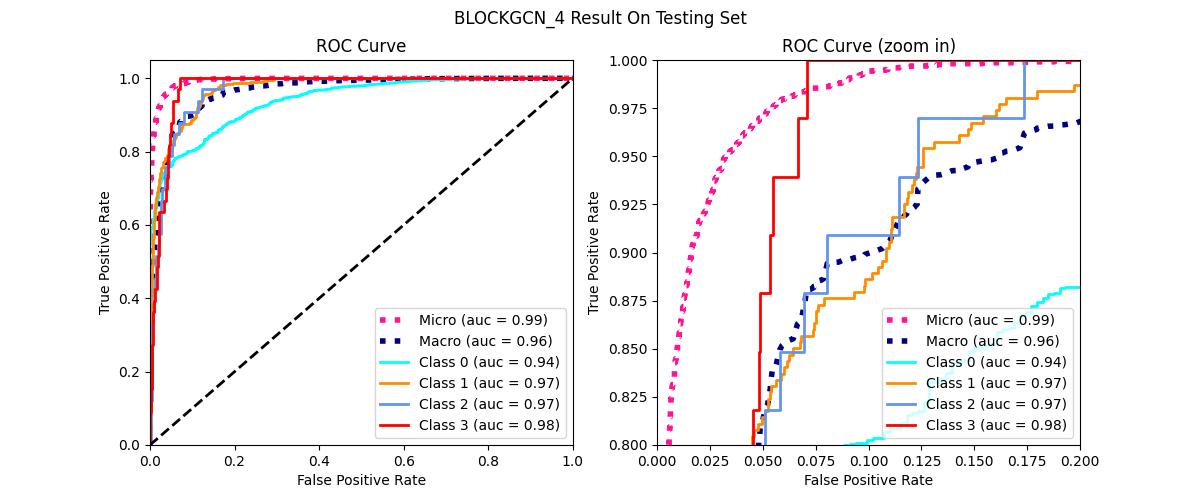 BLOCKGCN_4 Result On Testing Set
ROC Curve
True Positive Rate
1.0
0.8
0.6
0.4
0.2
0.0
0.0 0.2 0.4 0.6 0.8 1.0
False Positive Rate
Micro (auc = 0.99)
Macro (auc = 0.96)
Class 0 (auc = 0.94)
Class 1 (auc = 0.97)
Class 2 (auc = 0.97)
Class 3 (auc = 0.98)
ROC Curve (zoom in)
True Positive Rate
1.000
0.975
0.950
0.925
0.900
0.875
0.850
0.825
0.800
0.000 0.025 0.050 0.075 0.100 0.125 0.150 0.175 0.200
False Positive Rate
Micro (auc = 0.99)
Macro (auc = 0.96)
Class 0 (auc = 0.94)
Class 1 (auc = 0.97)
Class 2 (auc = 0.97)
Class 3 (auc = 0.98)